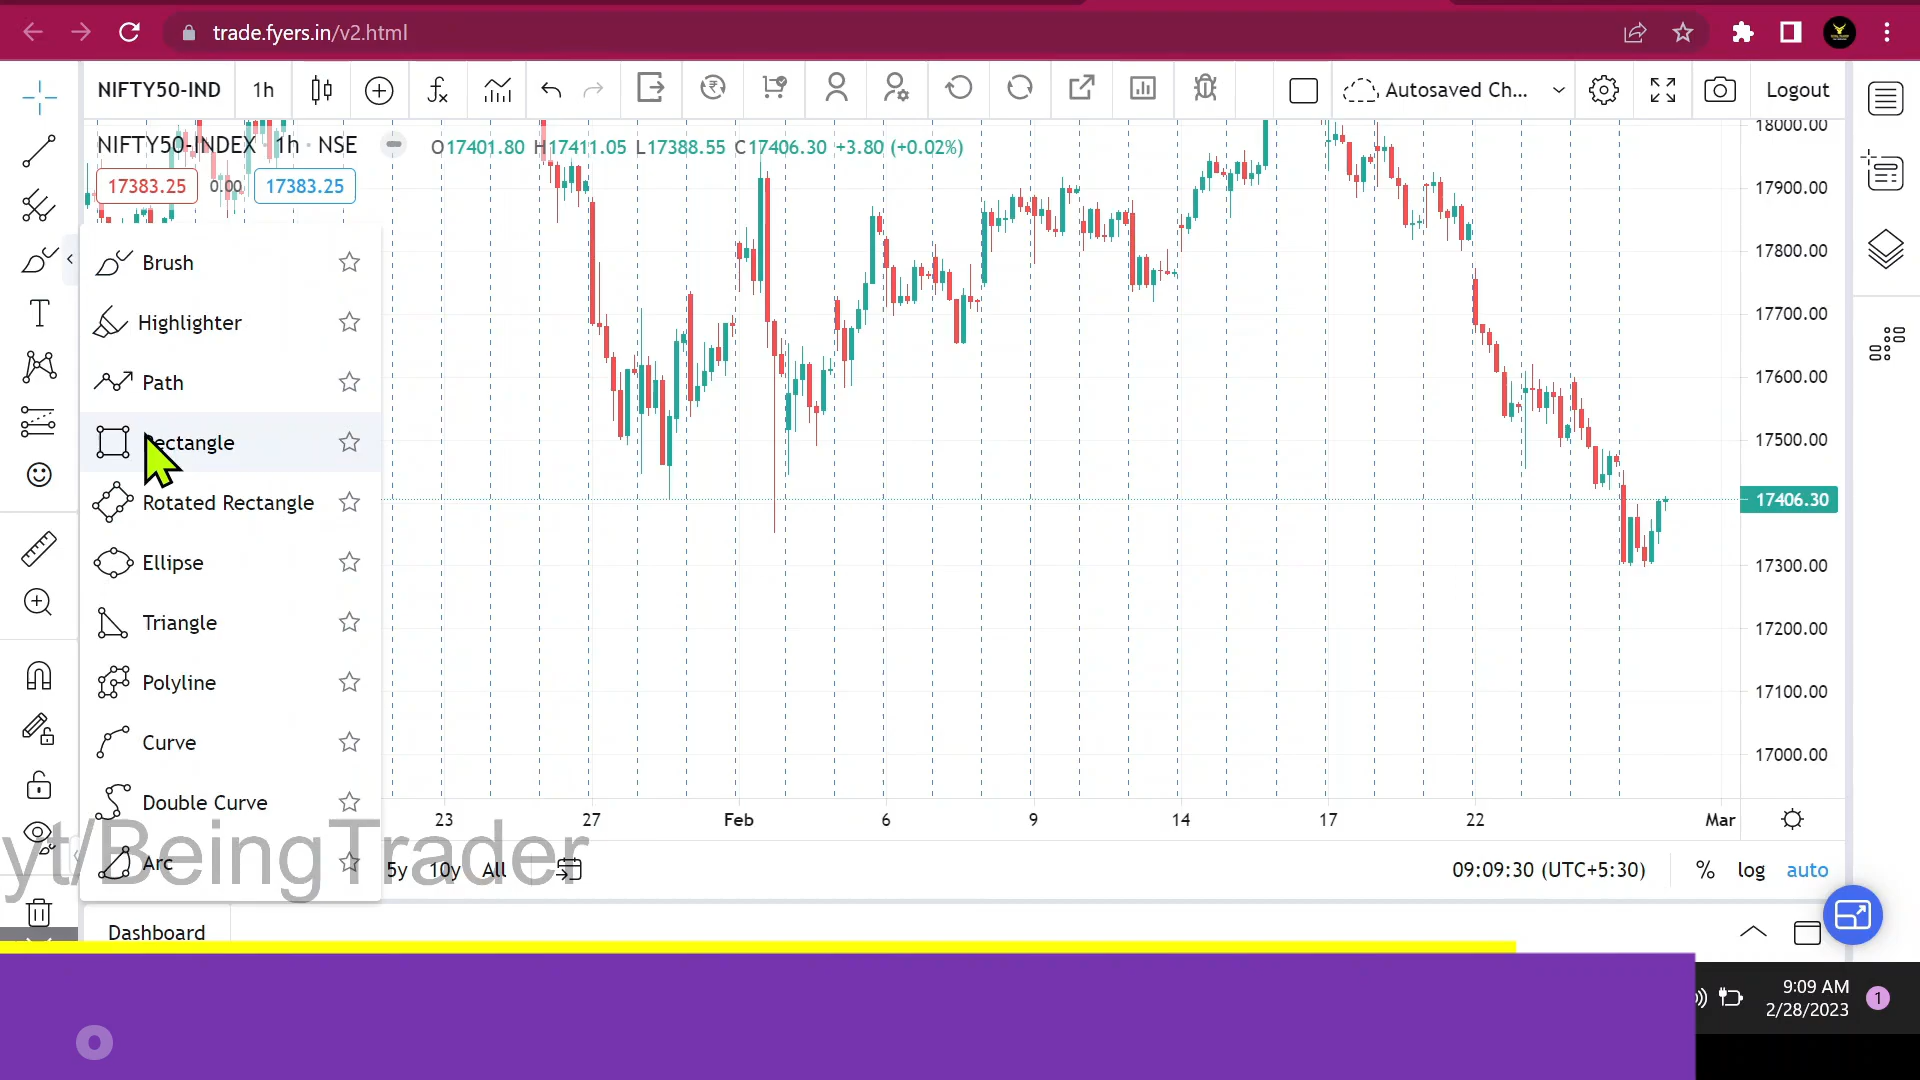 trade.fyers.in/v2.html
NIFTY50-IND 1h Autosaved Ch... Logout
NIFTY50-INDEX · 1h · NSE O17401.80 H17411.05 L17388.55 C17406.30 +3.80 (+0.02%)
17383.25 0.00 17383.25
Brush
Highlighter
Path
Rectangle
Rotated Rectangle
Ellipse
Triangle
Polyline
Curve
Double Curve
Arc
18000.00
17900.00
17800.00
17700.00
17600.00
17500.00
17406.30
17300.00
17200.00
17100.00
17000.00
23 27 Feb 6 9 14 17 22 Mar
yt/BeingTrader
5y 10y All 09:09:30 (UTC+5:30) % log auto
Dashboard
9:09 AM
2/28/2023
1